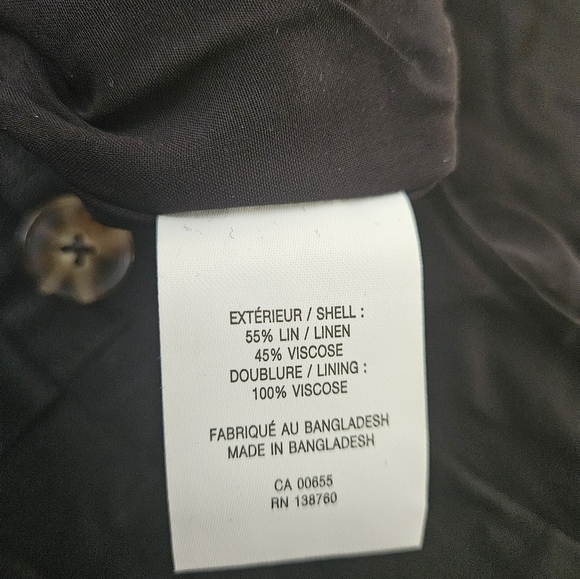 EXTÉRIEUR / SHELL :
55% LIN / LINEN
45% VISCOSE
DOUBLURE / LINING :
100% VISCOSE
FABRIQUÉ AU BANGLADESH
MADE IN BANGLADESH
CA 00655
RN 138760